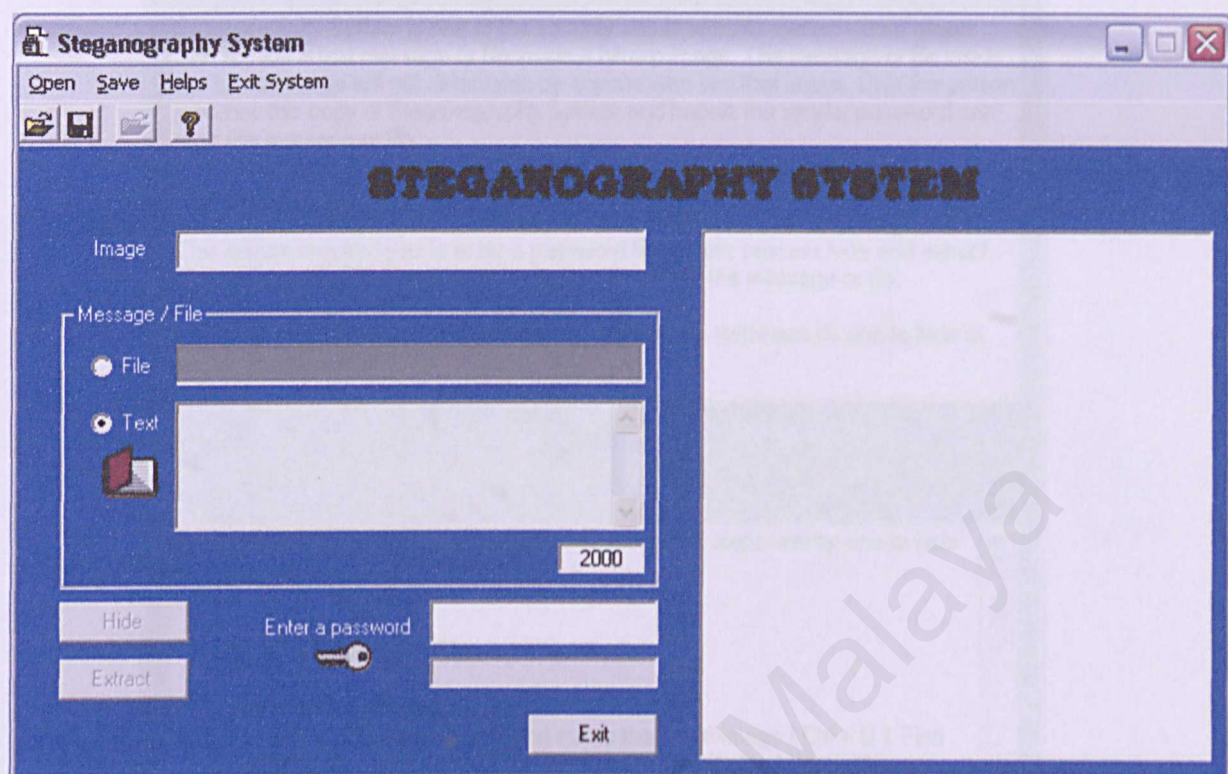 Steganography System
Open Save Helps Exit System
STEGANOGRAPHY SYSTEM
Image
Message / File
File
Text
2000
Hide
Enter a password
Extract
Exit
Malaya